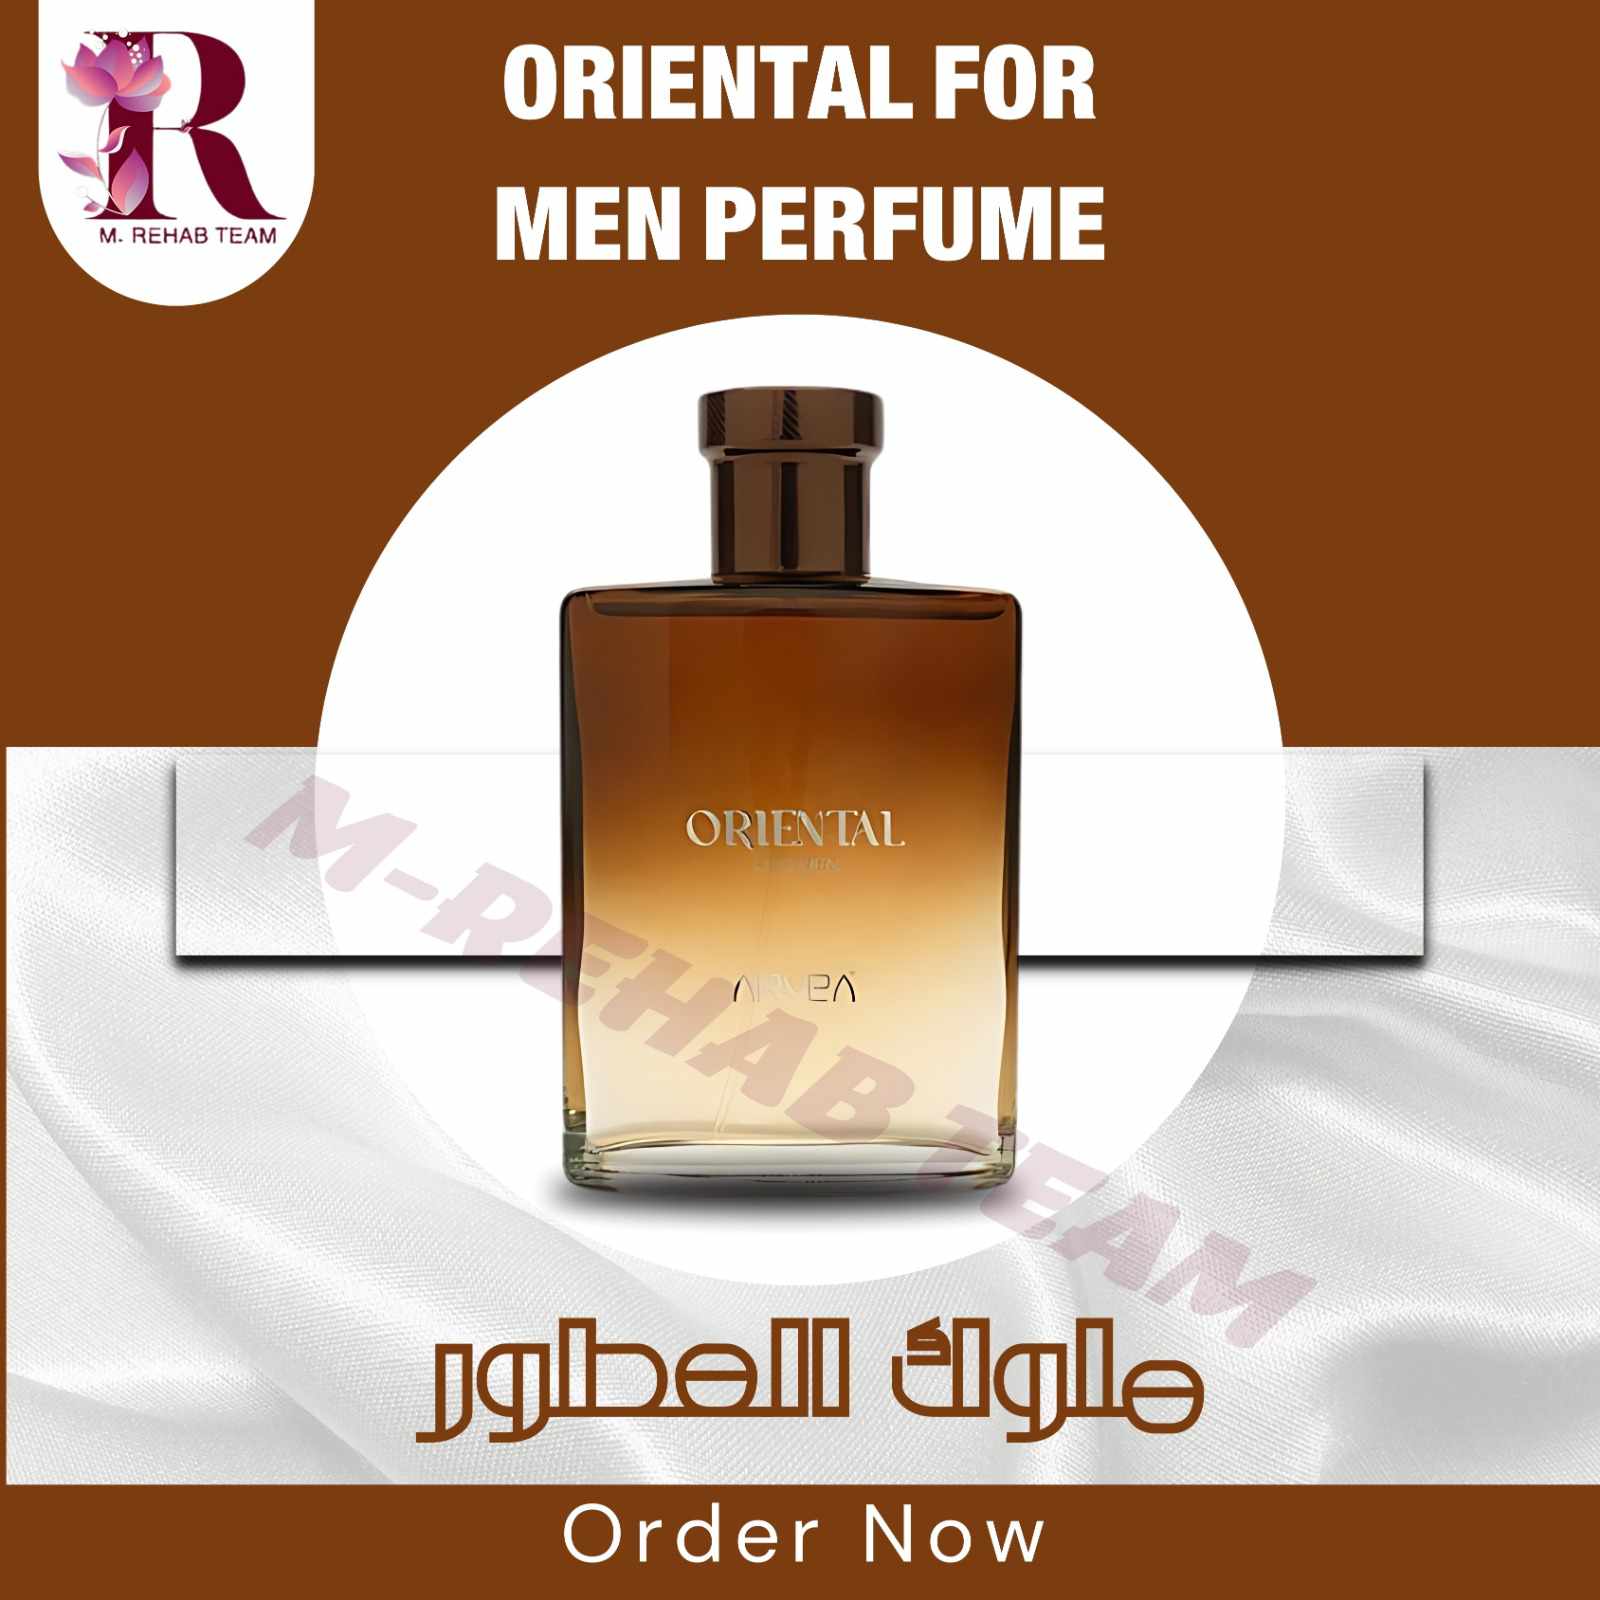 R
M. REHAB TEAM
ORIENTAL FOR
MEN PERFUME
ORIENTAL
ARVEA
M-REHAB TEAM
ملوك العطور
Order Now